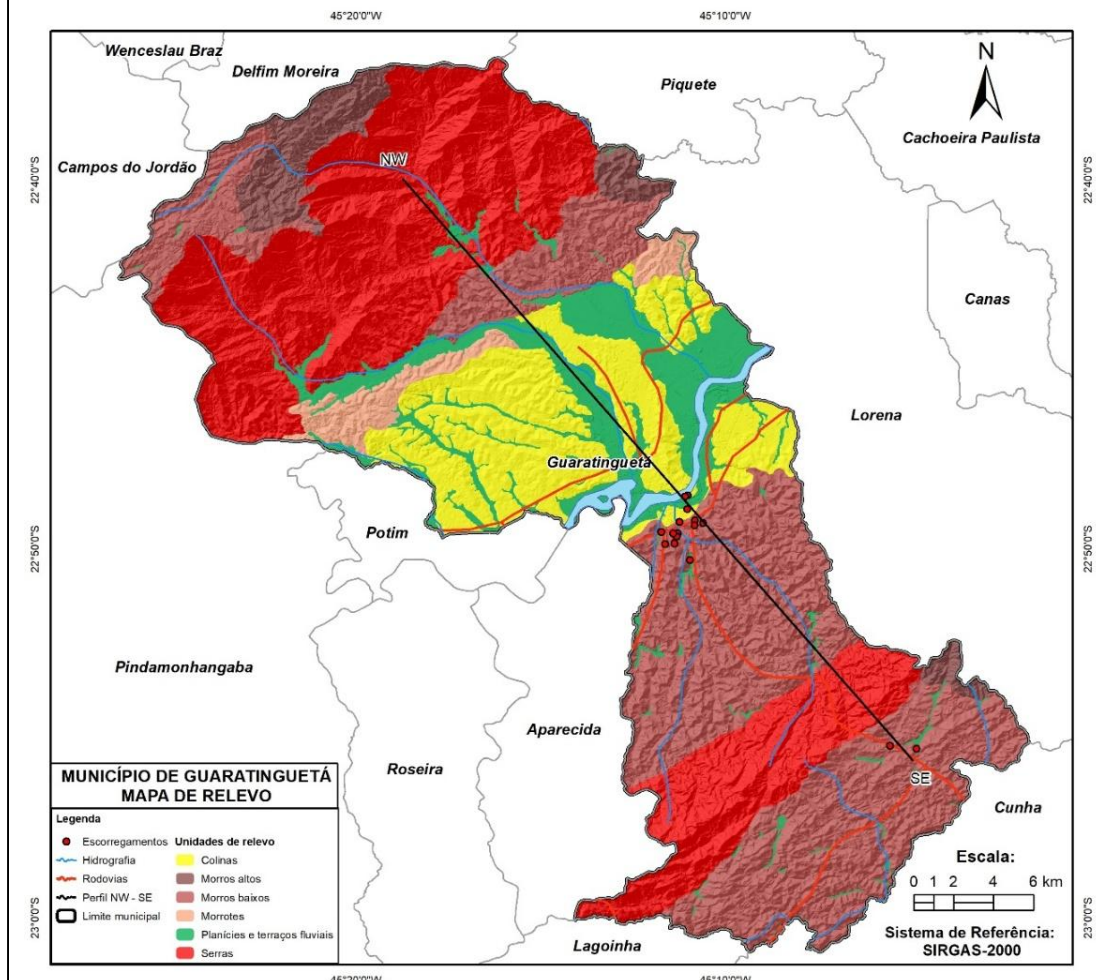 45°20'0"W
45°10'0"W
Wenceslau Braz
Delfim Moreira
Piquete
N
Cachoeira Paulista
Campos do Jordão
NW
22°40'0"S
22°40'0"S
Canas
Lorena
Guaratinguetá
Potim
22°50'0"S
22°50'0"S
Pindamonhangaba
Aparecida
Roseira
SE
Cunha
MUNICÍPIO DE GUARATINGUETÁ
MAPA DE RELEVO
Legenda
Escorregamentos
Hidrografia
Rodovias
Perfil NW - SE
Limite municipal
Unidades de relevo
Colinas
Morros altos
Morros baixos
Morrotes
Planícies e terraços fluviais
Serras
Escala:
0 1 2 4 6 km
Sistema de Referência:
SIRGAS-2000
Lagoinha
23°0'0"S
23°0'0"S
45°20'0"W
45°10'0"W